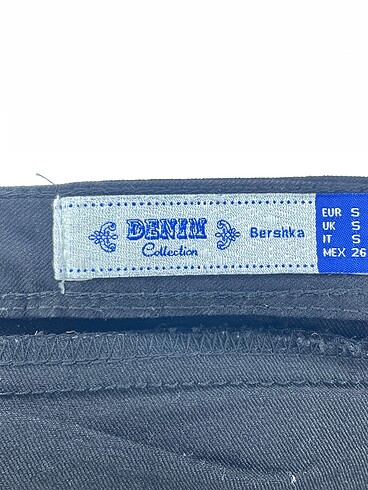 DENIM
Collection
Bershka
EUR S
UK S
IT S
MEX 26